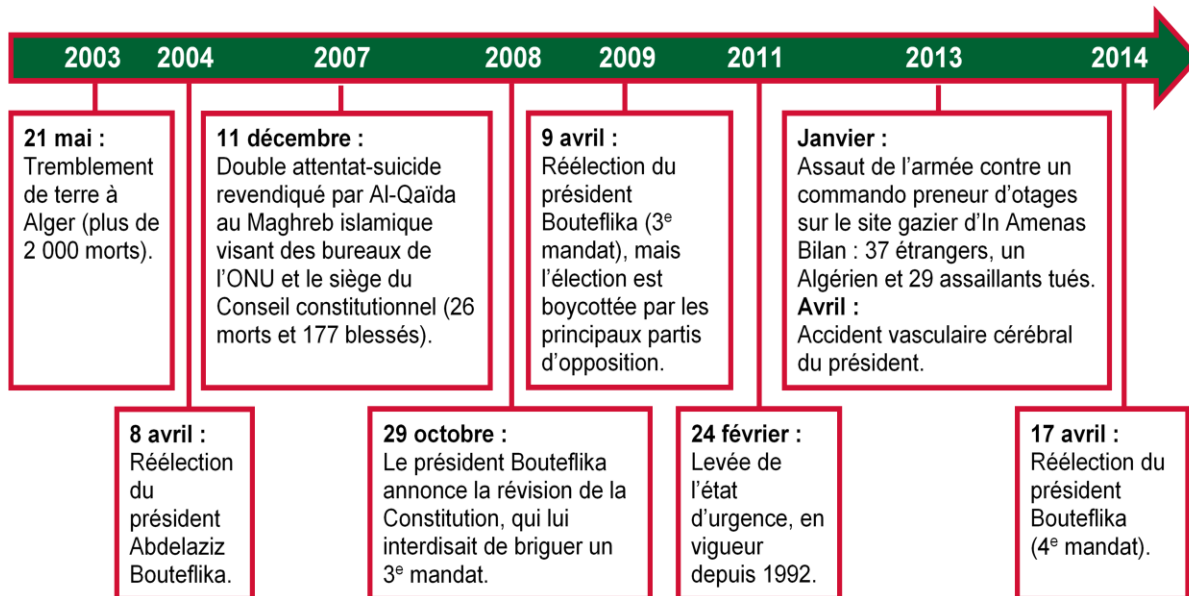 2003 2004 2007 2008 2009 2011 2013 2014
21 mai :
Tremblement
de terre à
Alger (plus de
2 000 morts).
11 décembre :
Double attentat-suicide
revendiqué par Al-Qaïda
au Maghreb islamique
visant des bureaux de
l’ONU et le siège du
Conseil constitutionnel (26
morts et 177 blessés).
9 avril :
Réélection du
président
Bouteflika (3e
mandat), mais
l’élection est
boycottée par les
principaux partis
d’opposition.
Janvier :
Assaut de l’armée contre un
commando preneur d’otages
sur le site gazier d’In Amenas
Bilan : 37 étrangers, un
Algérien et 29 assaillants tués.
Avril :
Accident vasculaire cérébral
du président.
8 avril :
Réélection
du
président
Abdelaziz
Bouteflika.
29 octobre :
Le président Bouteflika
annonce la révision de la
Constitution, qui lui
interdisait de briguer un
3e mandat.
24 février :
Levée de
l’état
d’urgence, en
vigueur
depuis 1992.
17 avril :
Réélection du
président
Bouteflika
(4e mandat).